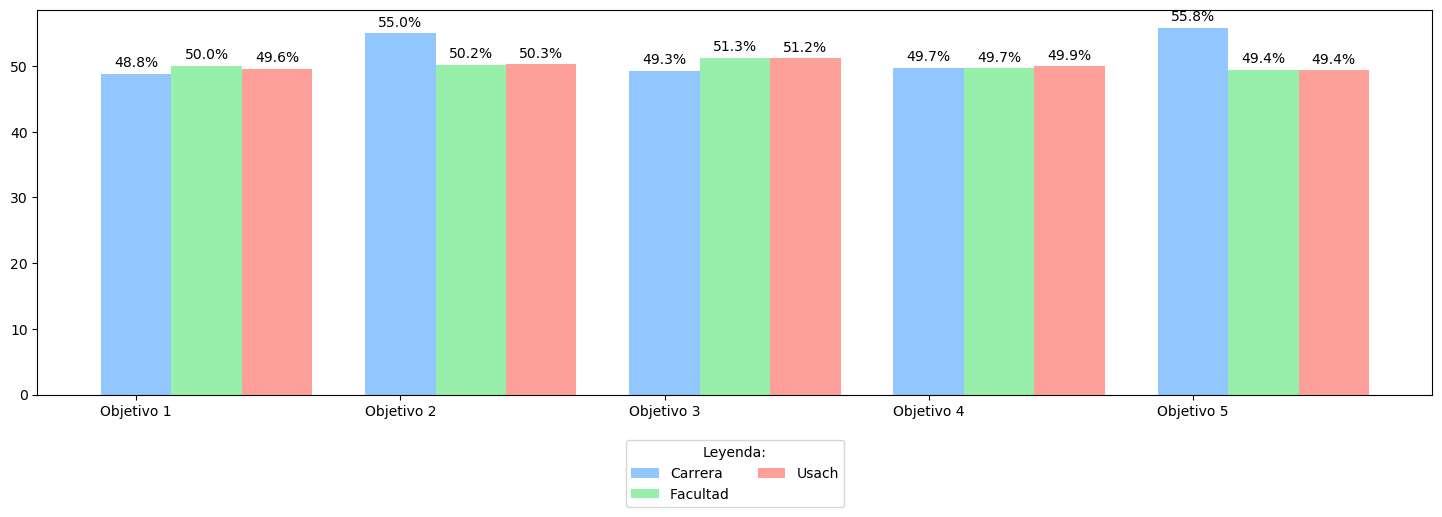 55.8%
55.0%
51.3% 51.2%
50.0% 50.2% 50.3%
48.8% 49.6% 49.3% 49.7% 49.7% 49.9% 49.4% 49.4%
50
40
30
20
10
0
Objetivo 1 Objetivo 2 Objetivo 3 Objetivo 4 Objetivo 5
Leyenda:
Carrera Usach
Facultad